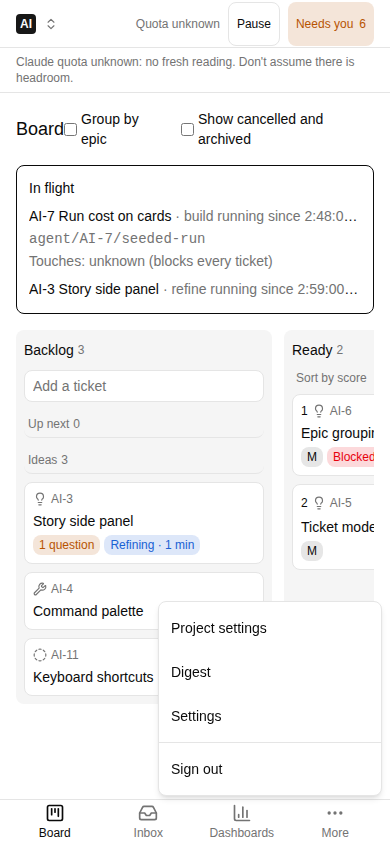 AI Quota unknown Pause Needs you 6
Claude quota unknown: no fresh reading. Don't assume there is
headroom.
Board Group by epic Show cancelled and archived
In flight
AI-7 Run cost on cards · build running since 2:48:0…
agent/AI-7/seeded-run
Touches: unknown (blocks every ticket)
AI-3 Story side panel · refine running since 2:59:00…
Backlog 3
Add a ticket
Up next 0
Ideas 3
AI-3
Story side panel
1 question Refining · 1 min
AI-4
Command palette
AI-11
Keyboard shortcuts
Ready 2
Sort by score
1 AI-6
Epic groupin
M Blocked
2 AI-5
Ticket mode
M
Project settings
Digest
Settings
Sign out
Board Inbox Dashboards More